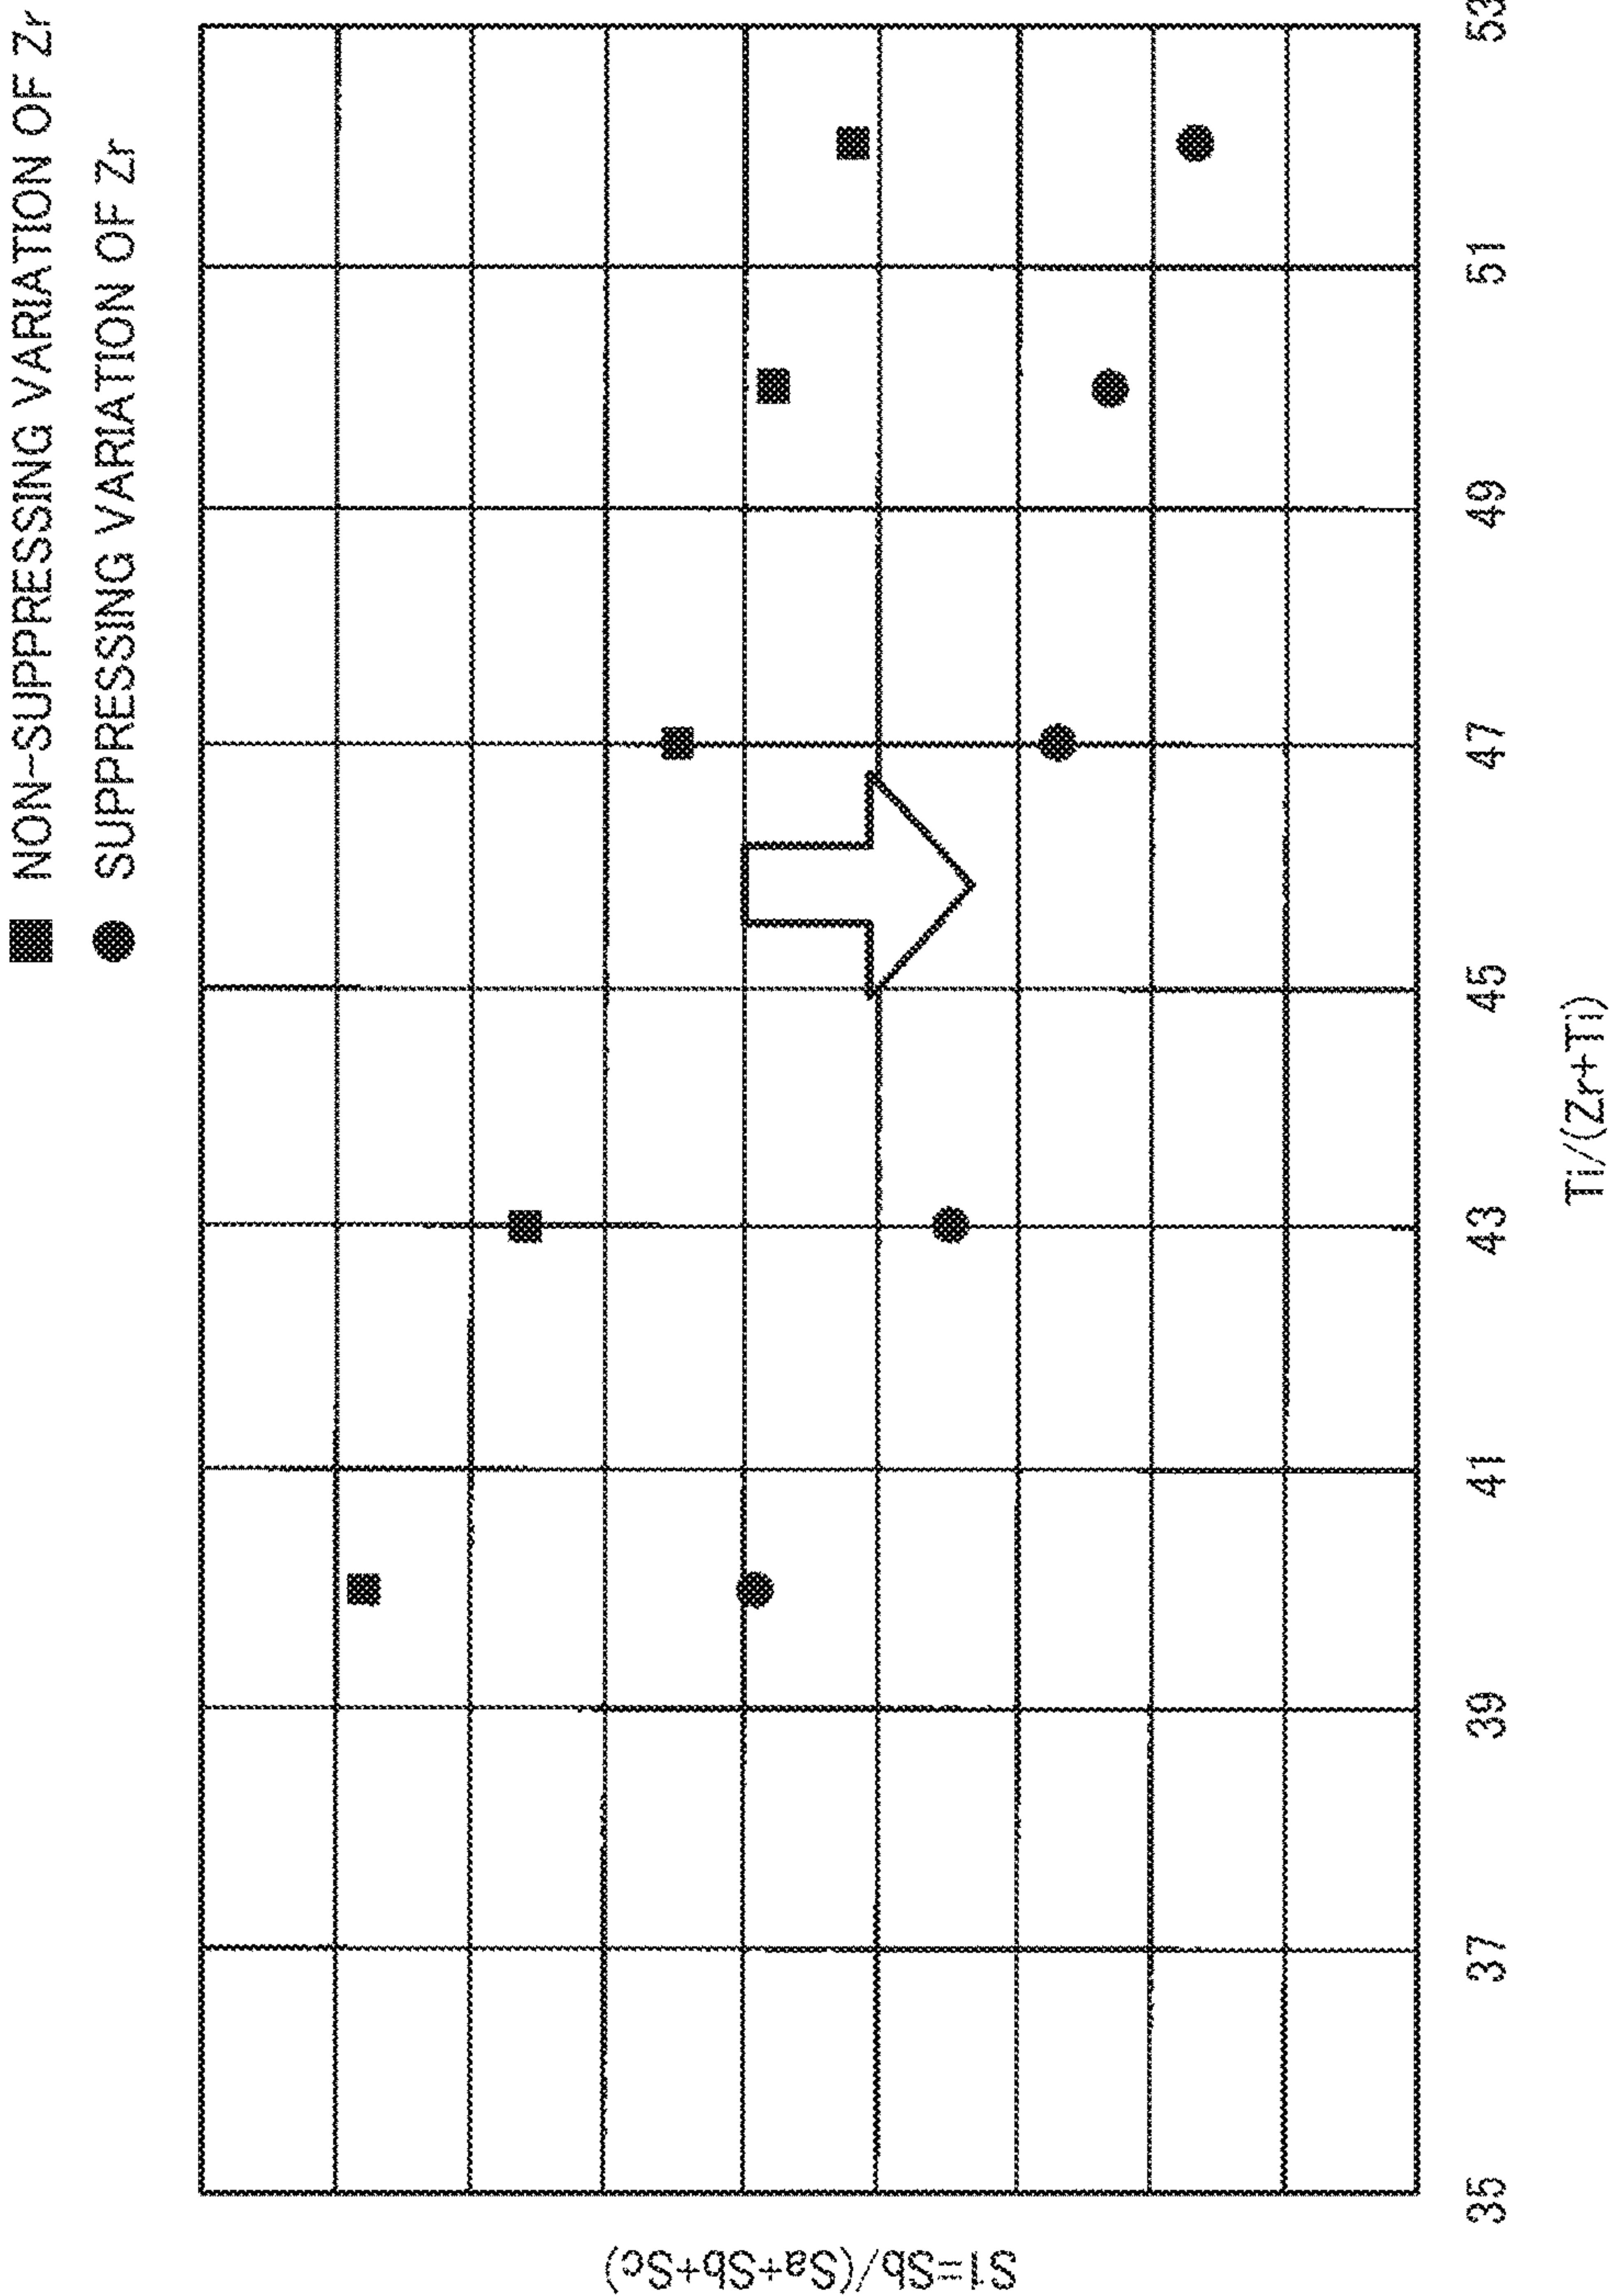 ■ NON-SUPPRESSING VARIATION OF Zr
● SUPPRESSING VARIATION OF Zr
S1=Sb/(Sa+Sb+Sc)
35 37 39 41 43 45 47 49 51 53
Ti/(Zr+Ti)